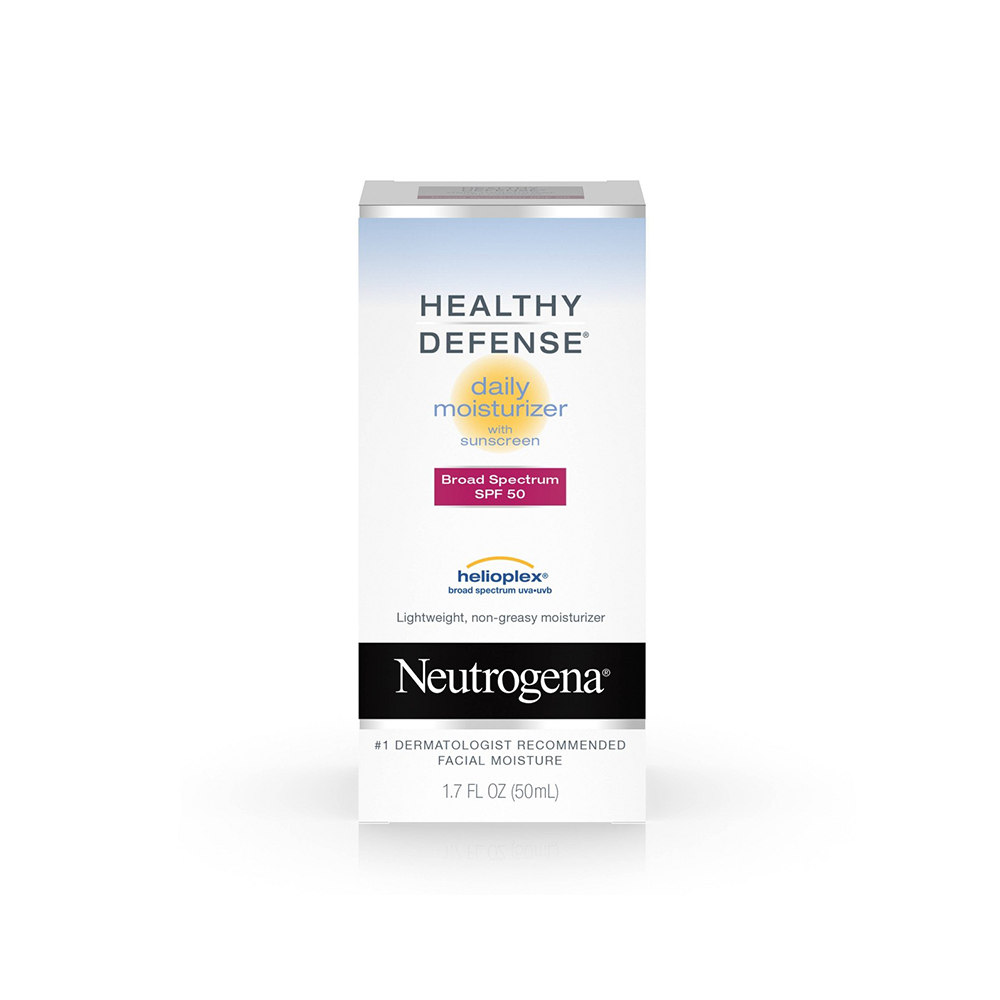 HEALTHY
HEALTHY
DEFENSE®
daily
moisturizer
with
sunscreen
Broad Spectrum
SPF 50
helioplex®
broad spectrum uva•uvb
Lightweight, non-greasy moisturizer
Neutrogena®
#1 DERMATOLOGIST RECOMMENDED
FACIAL MOISTURE
1.7 FL OZ (50mL)